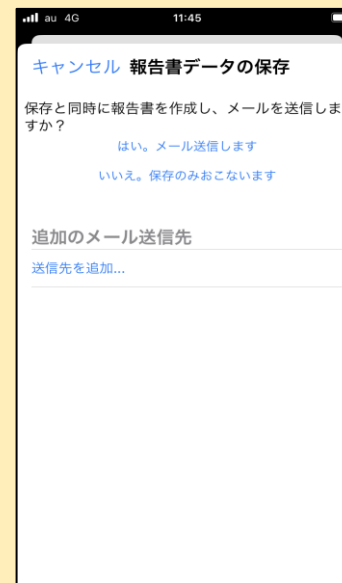 au 4G 11:45
キャンセル 報告書データの保存
保存と同時に報告書を作成し、メールを送信しま
すか？
はい。メール送信します
いいえ。保存のみおこないます
追加のメール送信先
送信先を追加...